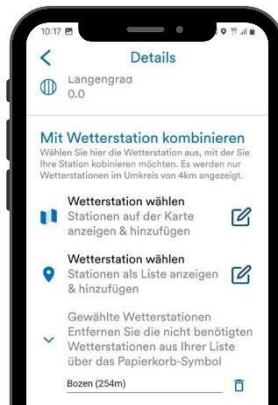 10:17
Details
Langengrad
0.0
Mit Wetterstation kombinieren
Wählen Sie hier die Wetterstation aus, mit der Sie
Ihre Station kobinieren möchten. Es werden nur
Wetterstationen im Umkreis von 4km angezeigt.
Wetterstation wählen
Stationen auf der Karte
anzeigen & hinzufügen
Wetterstation wählen
Stationen als Liste anzeigen
& hinzufügen
Gewählte Wetterstationen
Entfernen Sie die nicht benötigten
Wetterstationen aus Ihrer Liste
über das Papierkorb-Symbol
Bozen (254m)